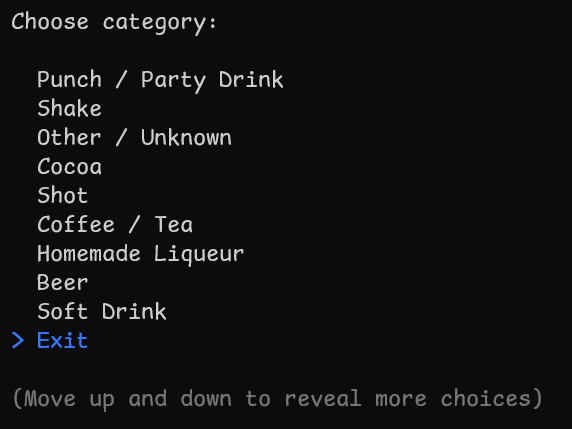 Choose category:
Punch / Party Drink
Shake
Other / Unknown
Cocoa
Shot
Coffee / Tea
Homemade Liqueur
Beer
Soft Drink
> Exit
(Move up and down to reveal more choices)